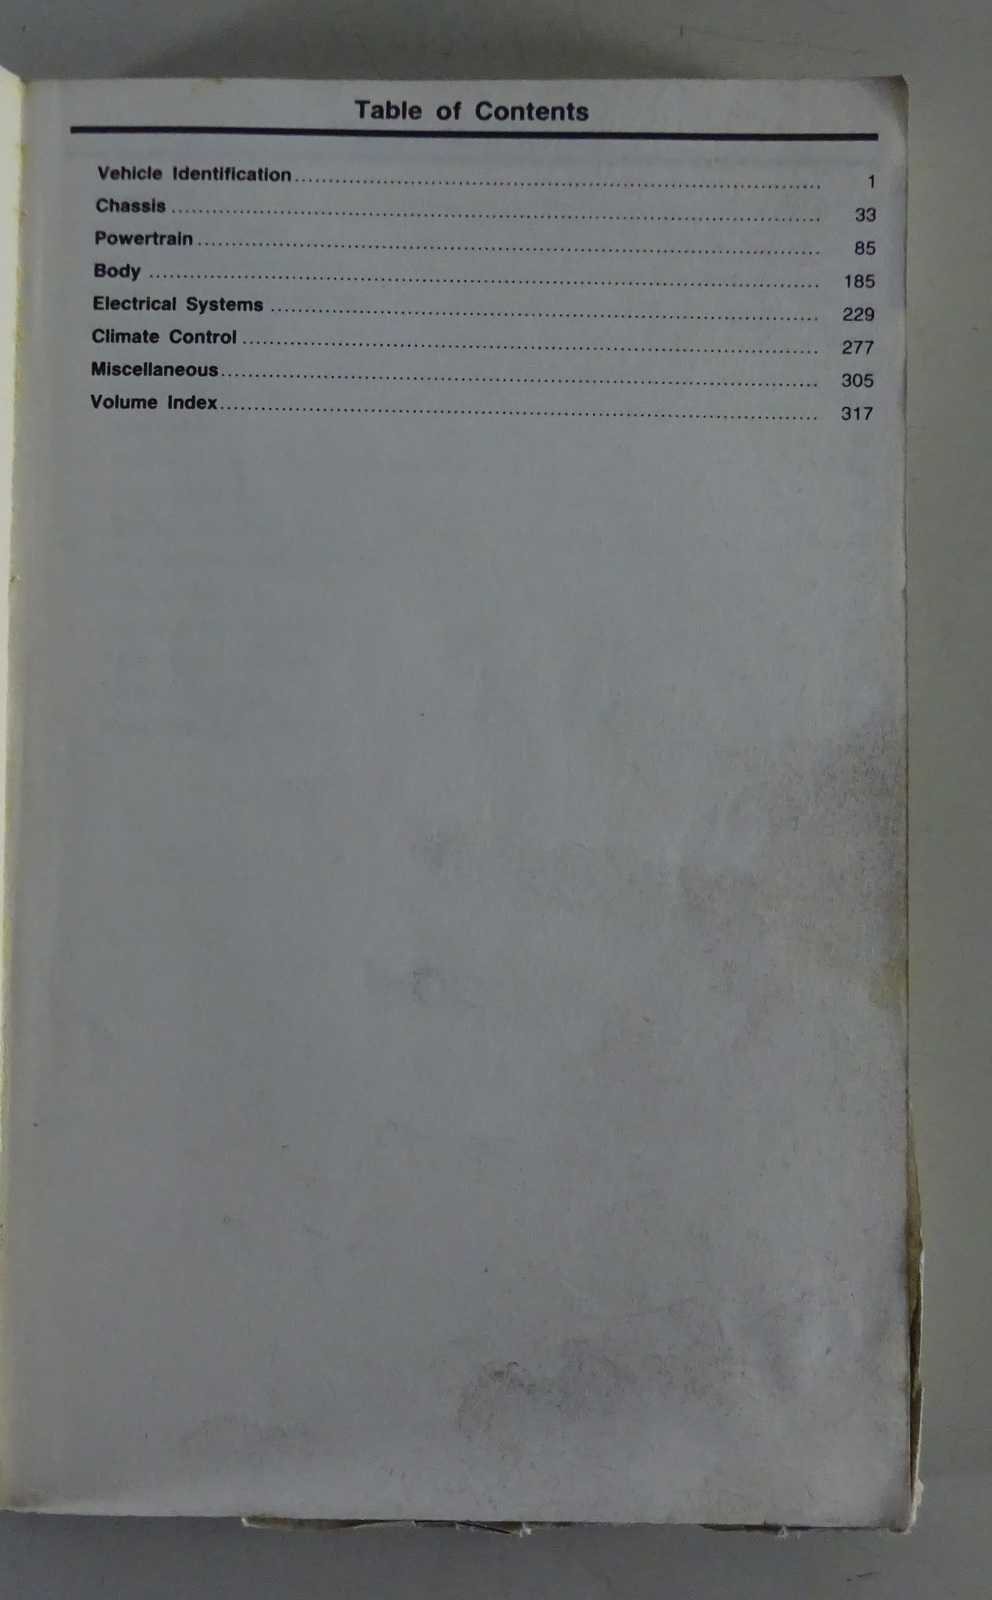 Table of Contents
Vehicle Identification........................................ 1
Chassis ........................................ 33
Powertrain ........................................ 85
Body ........................................ 185
Electrical Systems ........................................ 229
Climate Control ........................................ 277
Miscellaneous........................................ 305
Volume Index........................................ 317